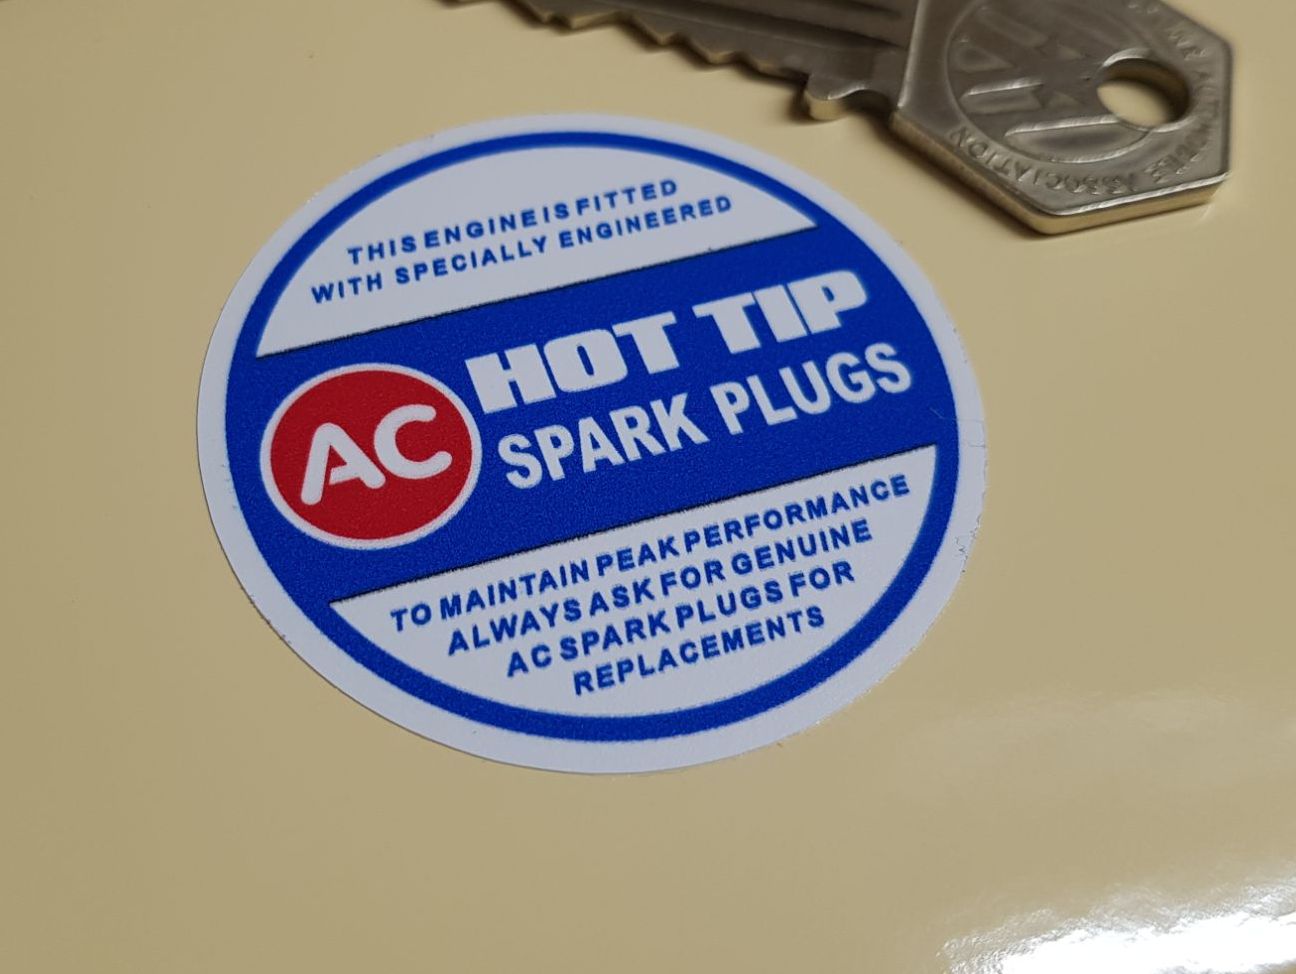 THIS ENGINE IS FITTED
WITH SPECIALLY ENGINEERED
AC
HOT TIP
SPARK PLUGS
TO MAINTAIN PEAK PERFORMANCE
ALWAYS ASK FOR GENUINE
AC SPARK PLUGS FOR
REPLACEMENTS
ASSOCIATION